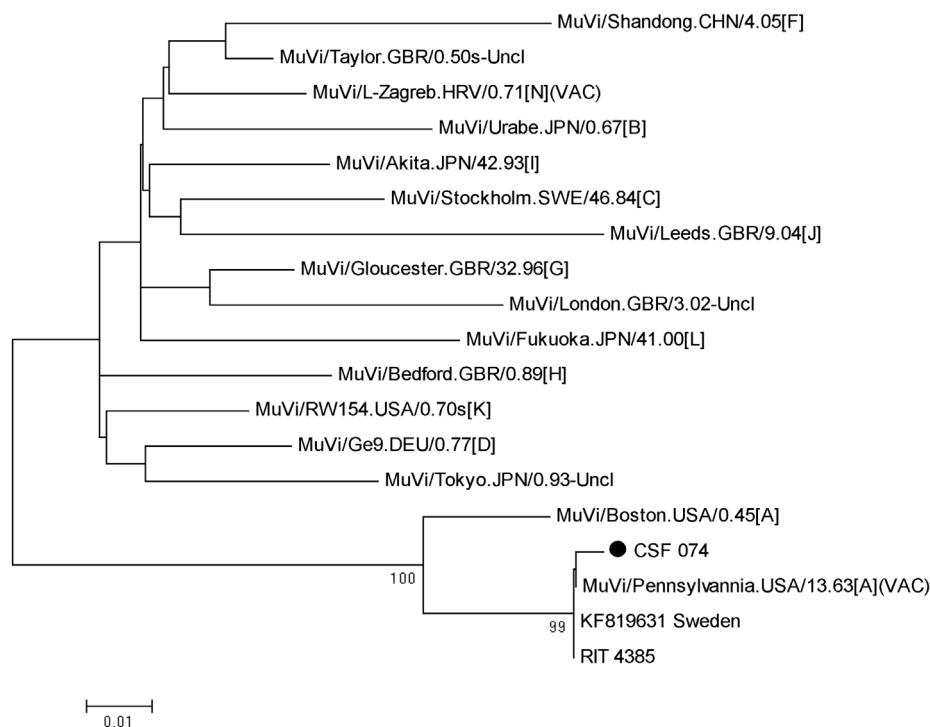 MuVi/Shandong.CHN/4.05[F]
MuVi/Taylor.GBR/0.50s-Uncl
MuVi/L-Zagreb.HRV/0.71[N](VAC)
MuVi/Urabe.JPN/0.67[B]
MuVi/Akita.JPN/42.93[I]
MuVi/Stockholm.SWE/46.84[C]
MuVi/Leeds.GBR/9.04[J]
MuVi/Gloucester.GBR/32.96[G]
MuVi/London.GBR/3.02-Uncl
MuVi/Fukuoka.JPN/41.00[L]
MuVi/Bedford.GBR/0.89[H]
MuVi/RW154.USA/0.70s[K]
MuVi/Ge9.DEU/0.77[D]
MuVi/Tokyo.JPN/0.93-Uncl
MuVi/Boston.USA/0.45[A]
CSF 074
100
MuVi/Pennsylvannia.USA/13.63[A](VAC)
KF819631 Sweden
99
RIT 4385
0.01